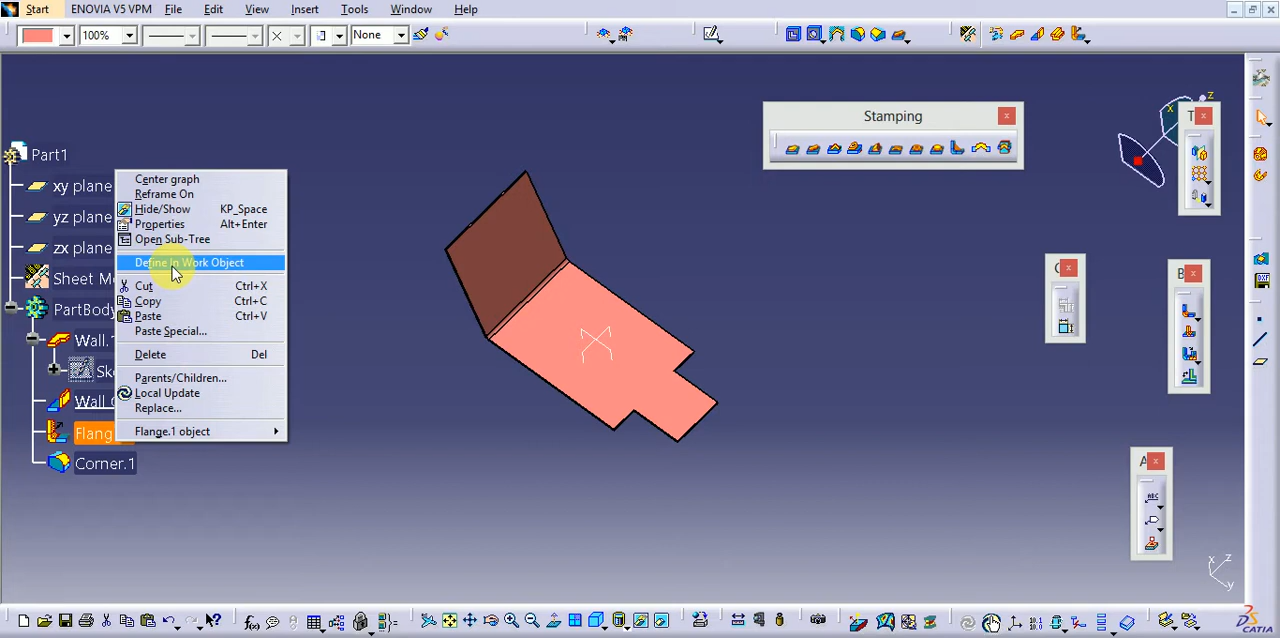 Start ENOVIA V5 VPM File Edit View Insert Tools Window Help
100% None
Stamping
Part1
xy plane
yz plane
zx plane
Sheet M
PartBody
Wall.
Sk
Wall
Flang
Corner.1
Center graph
Reframe On
Hide/Show KP_Space
Properties Alt+Enter
Open Sub-Tree
Define In Work Object
Cut Ctrl+X
Copy Ctrl+C
Paste Ctrl+V
Paste Special...
Delete Del
Parents/Children...
Local Update
Replace...
Flange.1 object
T
B
A
x z
y
z
CATIA